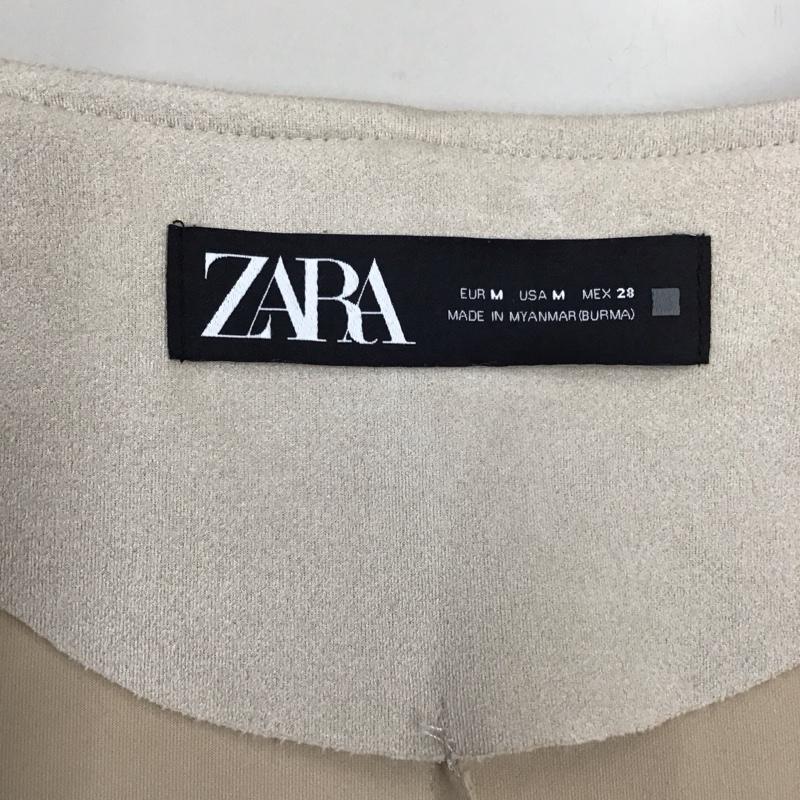 ZARA
EUR M USA M MEX 28
MADE IN MYANMAR (BURMA)